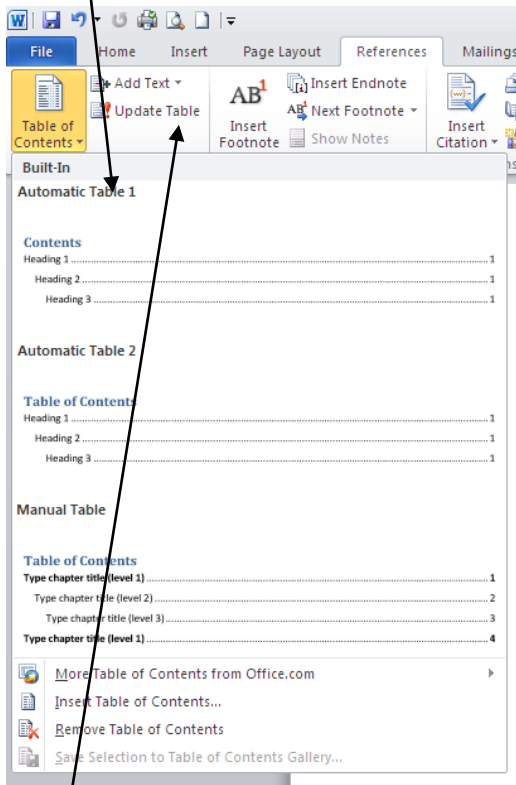 W
File Home Insert Page Layout References Mailings
Table of Contents
Add Text
Update Table
AB1
Insert Footnote
[i] Insert Endnote
AB Next Footnote
Show Notes
Insert Citation
Built-In
Automatic Table 1
Contents
Heading 1 ... 1
Heading 2 ... 1
Heading 3 ... 1
Automatic Table 2
Table of Contents
Heading 1 ... 1
Heading 2 ... 1
Heading 3 ... 1
Manual Table
Table of Contents
Type chapter title (level 1) ... 1
Type chapter title (level 2) ... 2
Type chapter title (level 3) ... 3
Type chapter title (level 1) ... 4
More Table of Contents from Office.com
Insert Table of Contents...
Remove Table of Contents
Save Selection to Table of Contents Gallery...